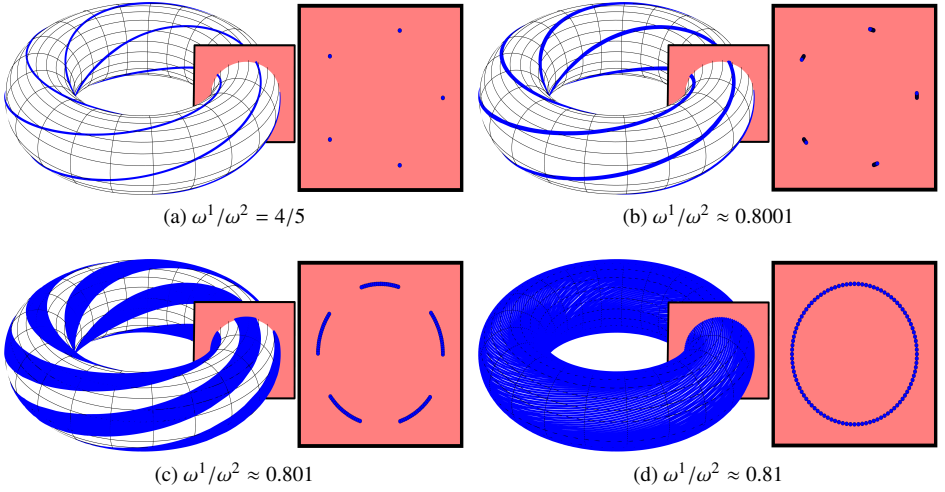 (a) ω¹/ω² = 4/5
(b) ω¹/ω² ≈ 0.8001
(c) ω¹/ω² ≈ 0.801
(d) ω¹/ω² ≈ 0.81